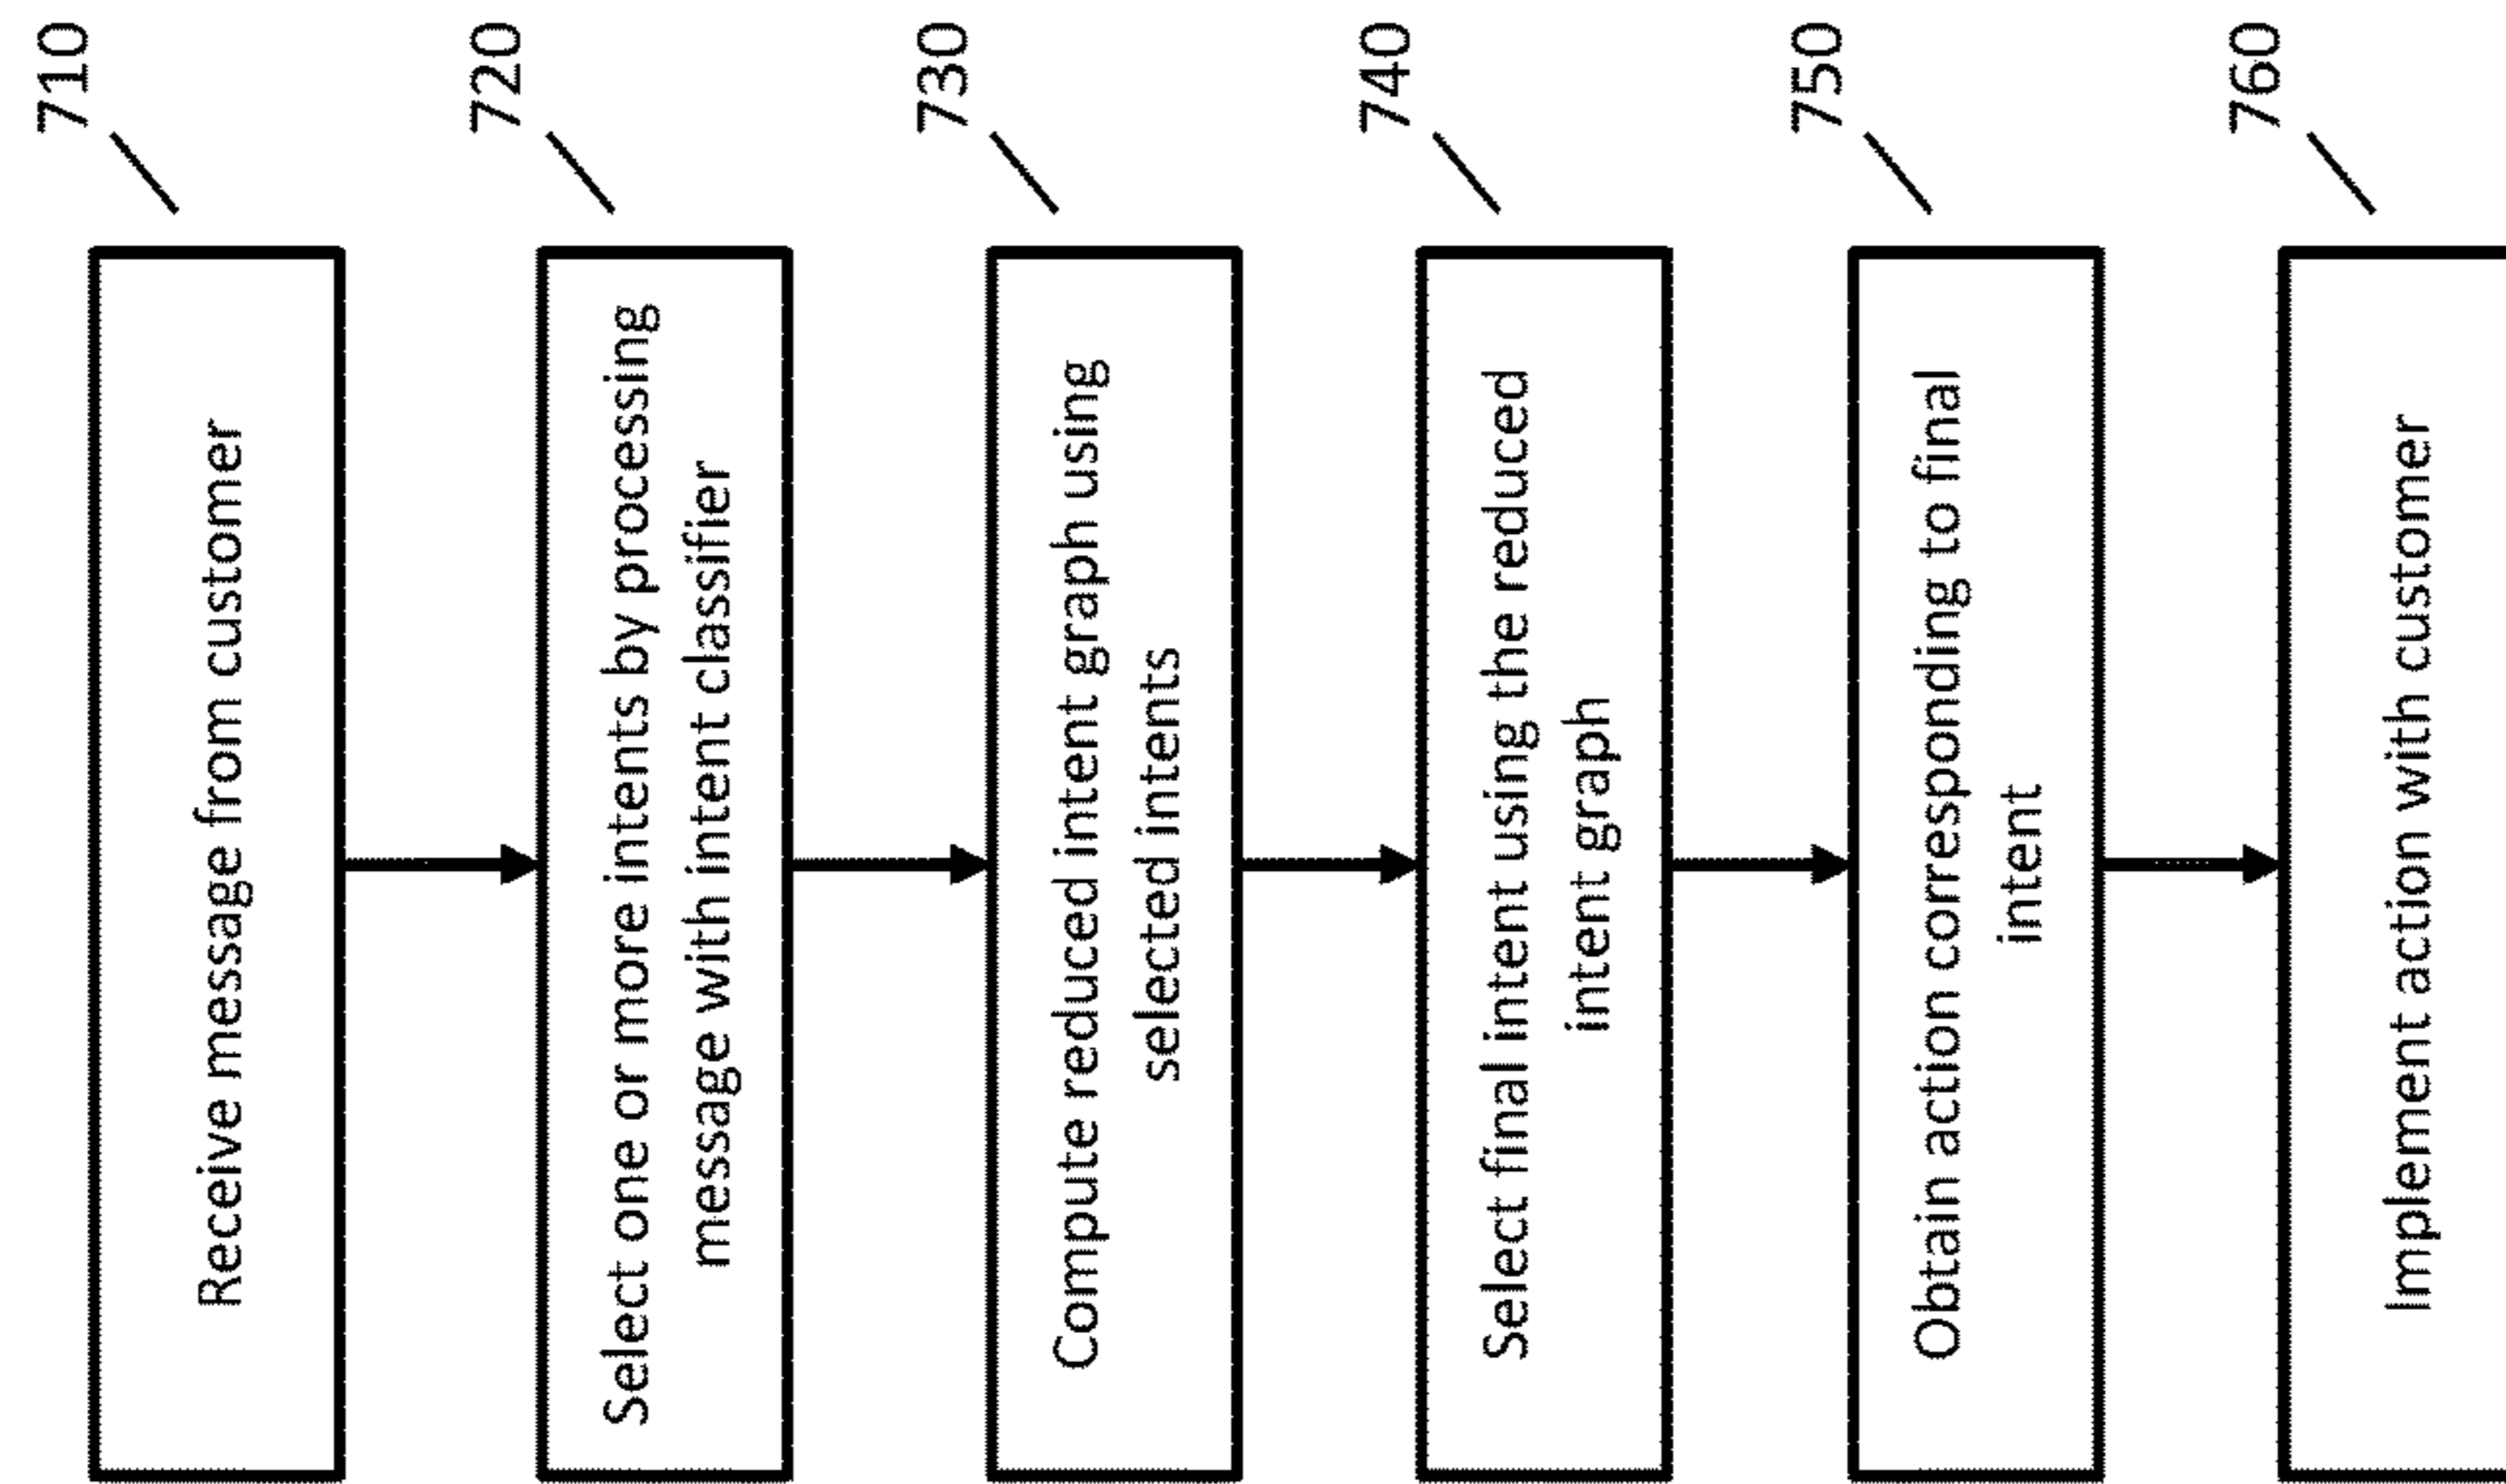 710
Receive message from customer
720
Select one or more intents by processing
message with intent classifier
730
Compute reduced intent graph using
selected intents
740
Select final intent using the reduced
intent graph
750
Obtain action corresponding to final
intent
760
Implement action with customer